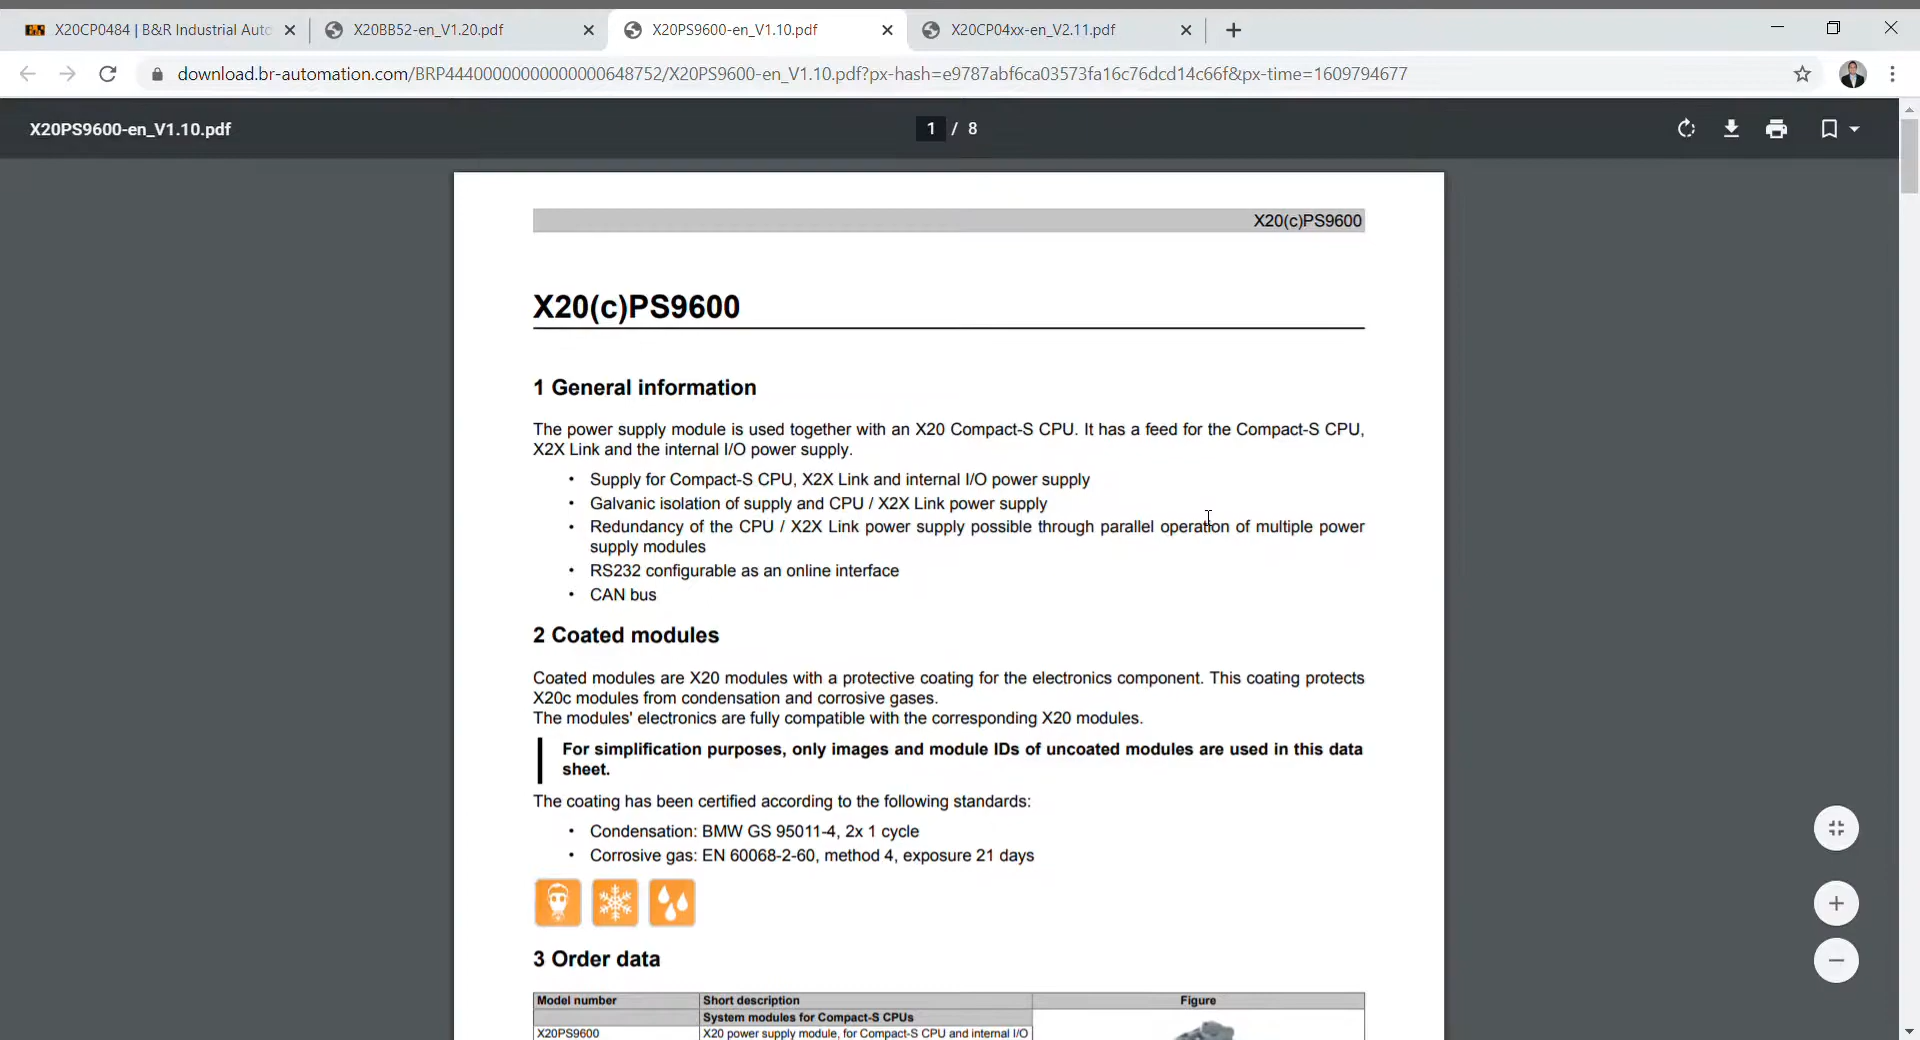 X20CP0484 | B&R Industrial Auto
X20BB52-en_V1.20.pdf
X20PS9600-en_V1.10.pdf
X20CP04xx-en_V2.11.pdf
download.br-automation.com/BRP44400000000000000648752/X20PS9600-en_V1.10.pdf?px-hash=e9787abf6ca03573fa16c76dcd14c66f&px-time=1609794677
X20PS9600-en_V1.10.pdf
1 / 8
X20(c)PS9600
X20(c)PS9600
1 General information
The power supply module is used together with an X20 Compact-S CPU. It has a feed for the Compact-S CPU,
X2X Link and the internal I/O power supply.
• Supply for Compact-S CPU, X2X Link and internal I/O power supply
• Galvanic isolation of supply and CPU / X2X Link power supply
• Redundancy of the CPU / X2X Link power supply possible through parallel operation of multiple power
supply modules
• RS232 configurable as an online interface
• CAN bus
2 Coated modules
Coated modules are X20 modules with a protective coating for the electronics component. This coating protects
X20c modules from condensation and corrosive gases.
The modules' electronics are fully compatible with the corresponding X20 modules.
For simplification purposes, only images and module IDs of uncoated modules are used in this data
sheet.
The coating has been certified according to the following standards:
• Condensation: BMW GS 95011-4, 2x 1 cycle
• Corrosive gas: EN 60068-2-60, method 4, exposure 21 days
3 Order data
Model number Short description Figure
System modules for Compact-S CPUs
X20PS9600 X20 power supply module, for Compact-S CPU and internal I/O